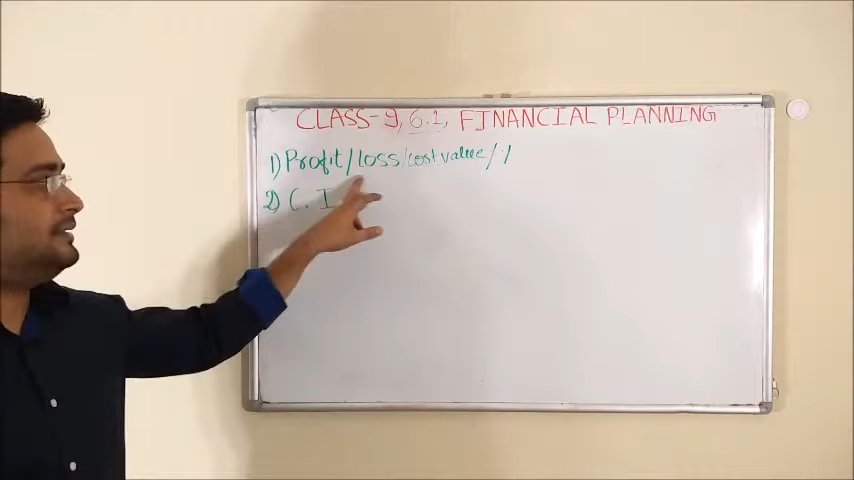 CLASS-9, 6.1, FINANCIAL PLANNING
1) Profit/loss/cost value/
2) C. I